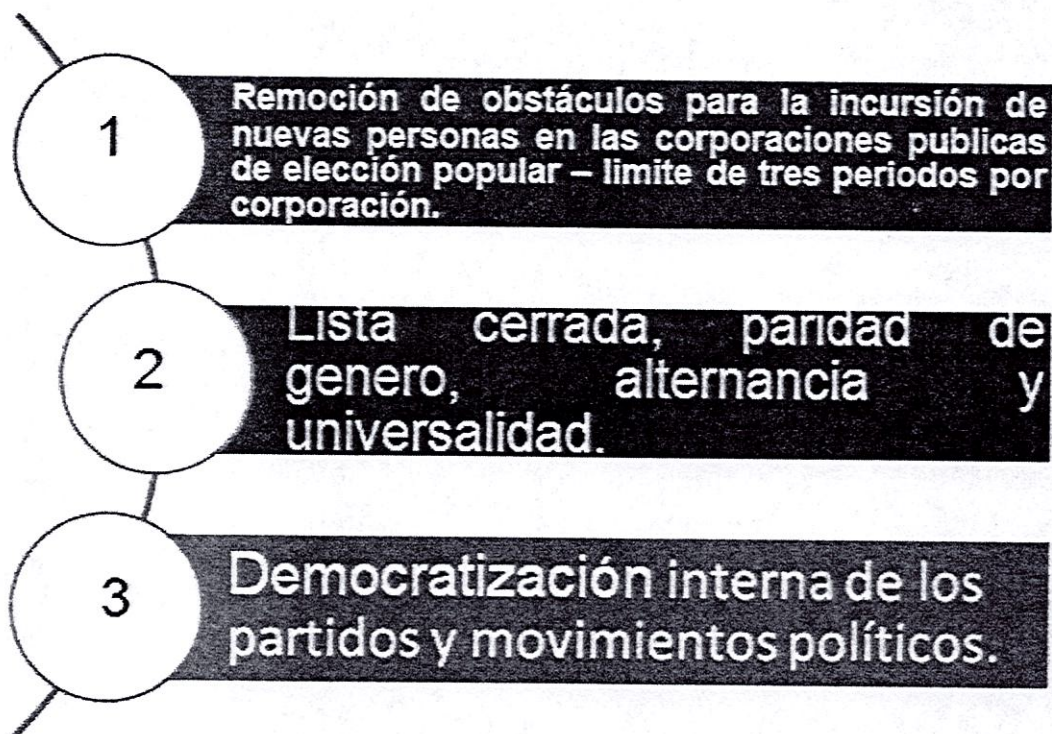 1
Remoción de obstáculos para la incursión de
nuevas personas en las corporaciones publicas
de elección popular – limite de tres periodos por
corporación.
2
Lista cerrada, paridad de
genero, alternancia y
universalidad.
3
Democratización interna de los
partidos y movimientos políticos.